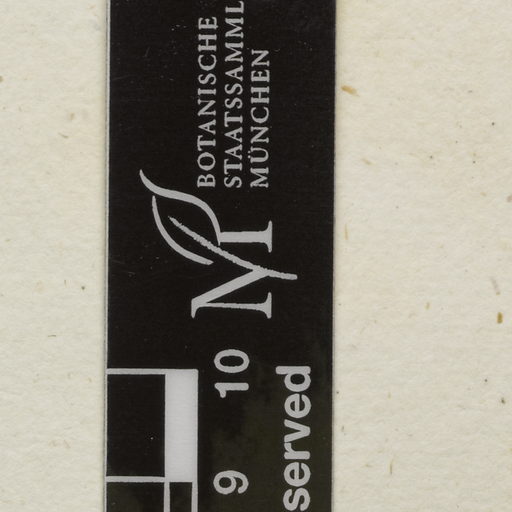 BOTANISCHE
STAATSSAMML
MÜNCHEN
M
9 10
served